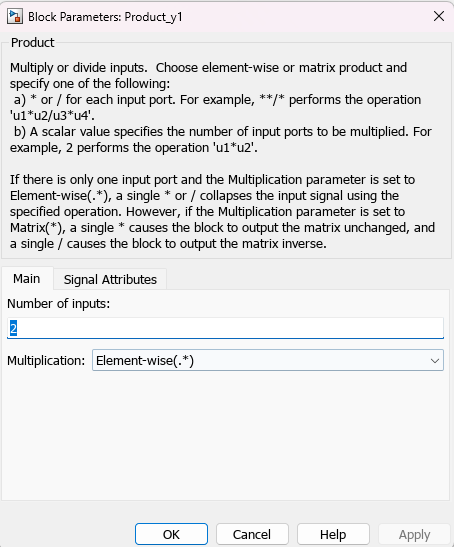 Block Parameters: Product_y1
Product
Multiply or divide inputs.  Choose element-wise or matrix product and
specify one of the following:
a) * or / for each input port. For example, **/* performs the operation
'u1*u2/u3*u4'.
b) A scalar value specifies the number of input ports to be multiplied. For
example, 2 performs the operation 'u1*u2'.
If there is only one input port and the Multiplication parameter is set to
Element-wise(.*), a single * or / collapses the input signal using the
specified operation. However, if the Multiplication parameter is set to
Matrix(*), a single * causes the block to output the matrix unchanged, and
a single / causes the block to output the matrix inverse.
Main Signal Attributes
Number of inputs:
2
Multiplication: Element-wise(.*)
OK Cancel Help Apply